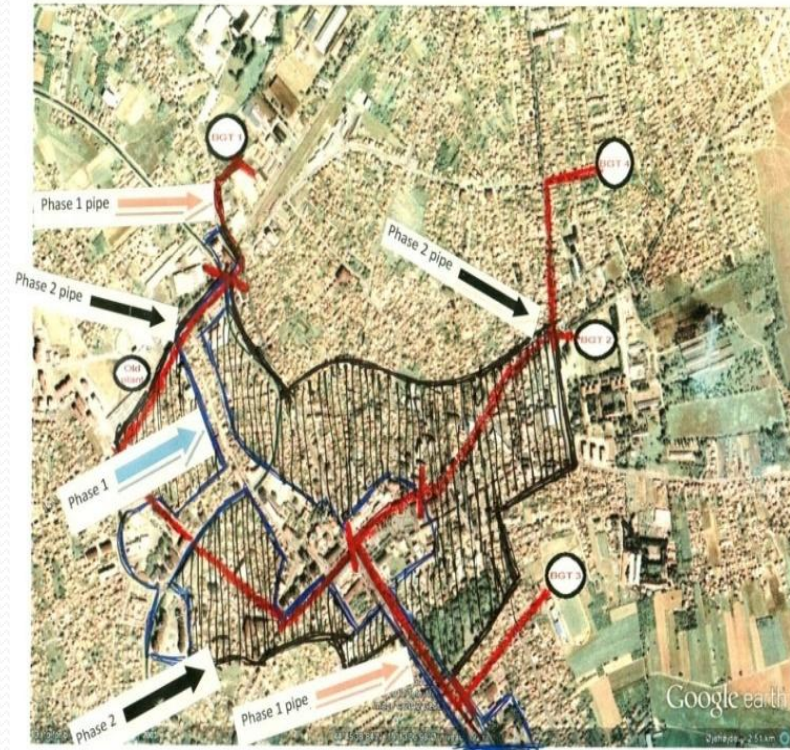 BGT 1
BGT 4
Phase 1 pipe
Phase 2 pipe
Phase 2 pipe
BGT 2
Old
Phase 1
BGT 3
Phase 2
Phase 1 pipe
Google earth